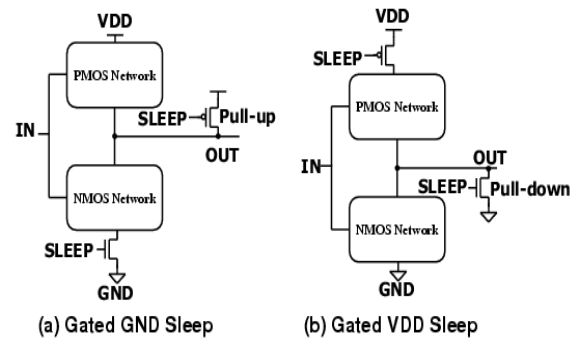 VDD
PMOS Network
SLEEP
Pull-up
IN
OUT
NMOS Network
SLEEP
GND
(a) Gated GND Sleep
VDD
SLEEP
PMOS Network
IN
OUT
SLEEP
Pull-down
NMOS Network
GND
(b) Gated VDD Sleep